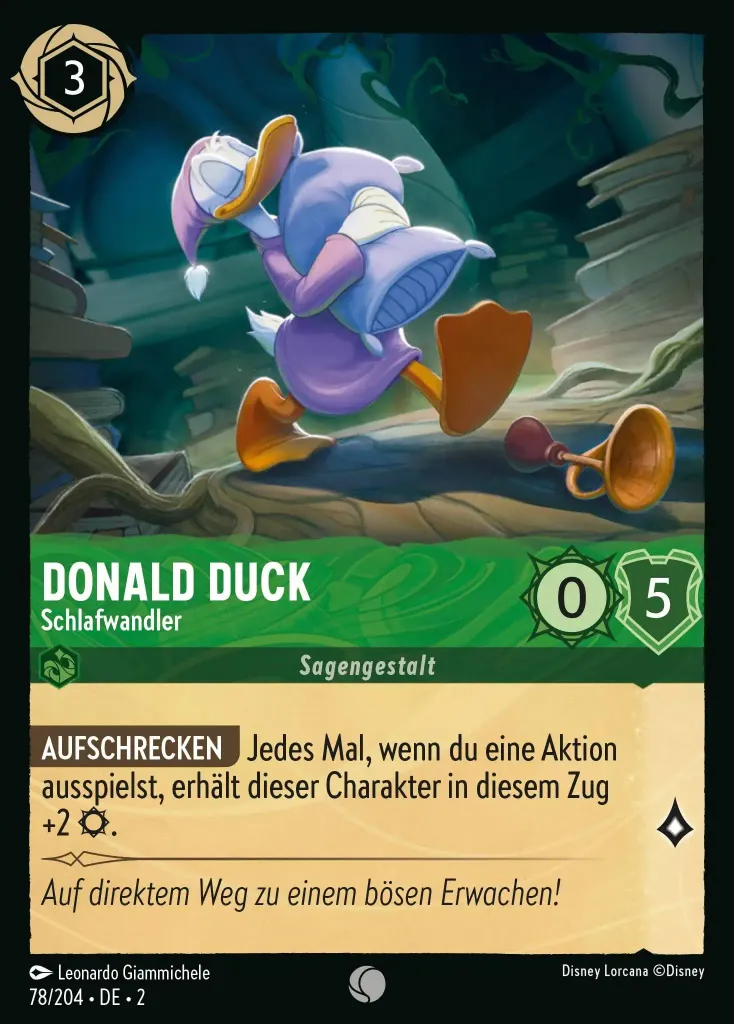 3
DONALD DUCK
Schlafwandler
0
5
Sagengestalt
AUFSCHRECKEN Jedes Mal, wenn du eine Aktion
ausspielst, erhält dieser Charakter in diesem Zug
+2 .
Auf direktem Weg zu einem bösen Erwachen!
Leonardo Giammichele
Disney Lorcana ©Disney
78/204 • DE • 2